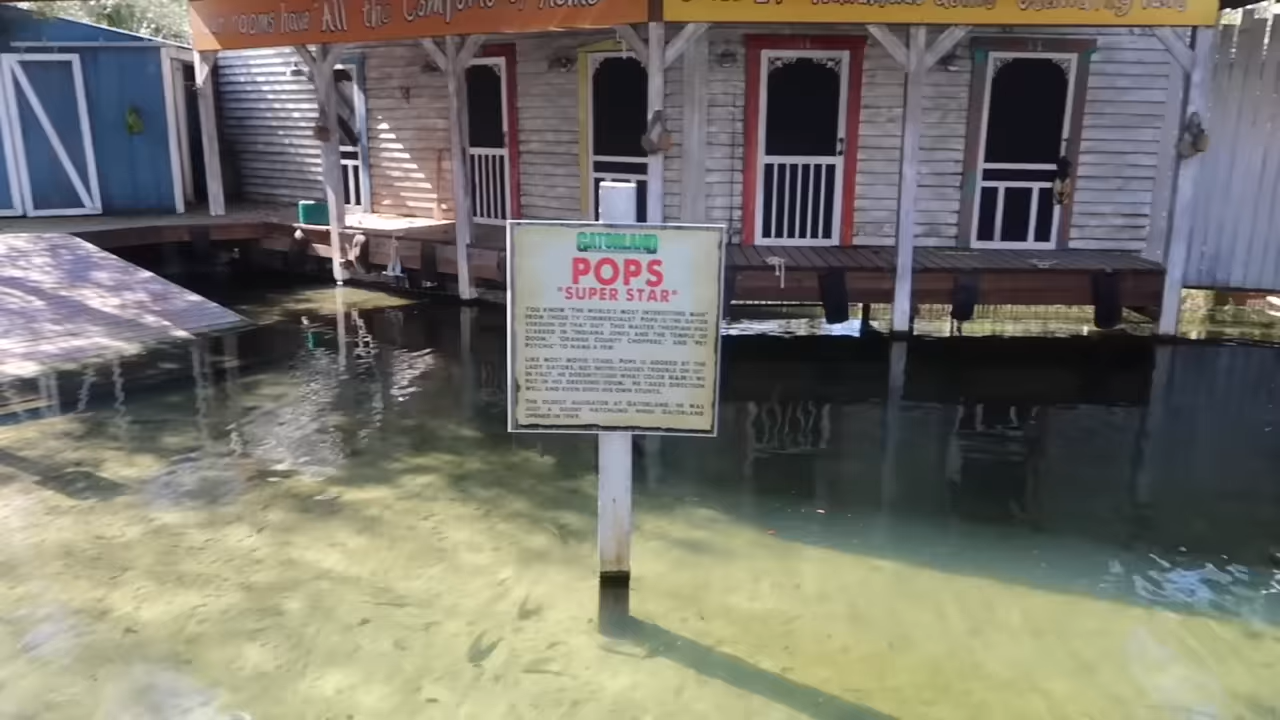 rooms have "All the Comforts of Home
GATORLAND
POPS
"SUPER STAR"
YOU KNOW "THE WORLD'S MOST INTERESTING MAN"
FROM THOSE TV COMMERCIALS? POPS IS THE GATOR
VERSION OF THAT GUY. THIS MASTER THESPIAN HAS
STARRED IN "INDIANA JONES AND THE TEMPLE OF
DOOM," "ORANGE COUNTY CHOPPERS," AND "PET
PSYCHIC" TO NAME A FEW.
LIKE MOST MOVIE STARS, POPS IS ADORED BY THE
LADY GATORS, BUT CAUSES TROUBLE ON SET.
IN FACT, HE DOESN'T CARE WHAT COLOR M&M'S WE
PUT IN HIS DRESSING ROOM. HE TAKES DIRECTION
WELL AND EVEN DOES HIS OWN STUNTS.
THE OLDEST ALLIGATOR AT GATORLAND, HE WAS
JUST A HATCHLING WHEN GATORLAND
OPENED IN 1949.